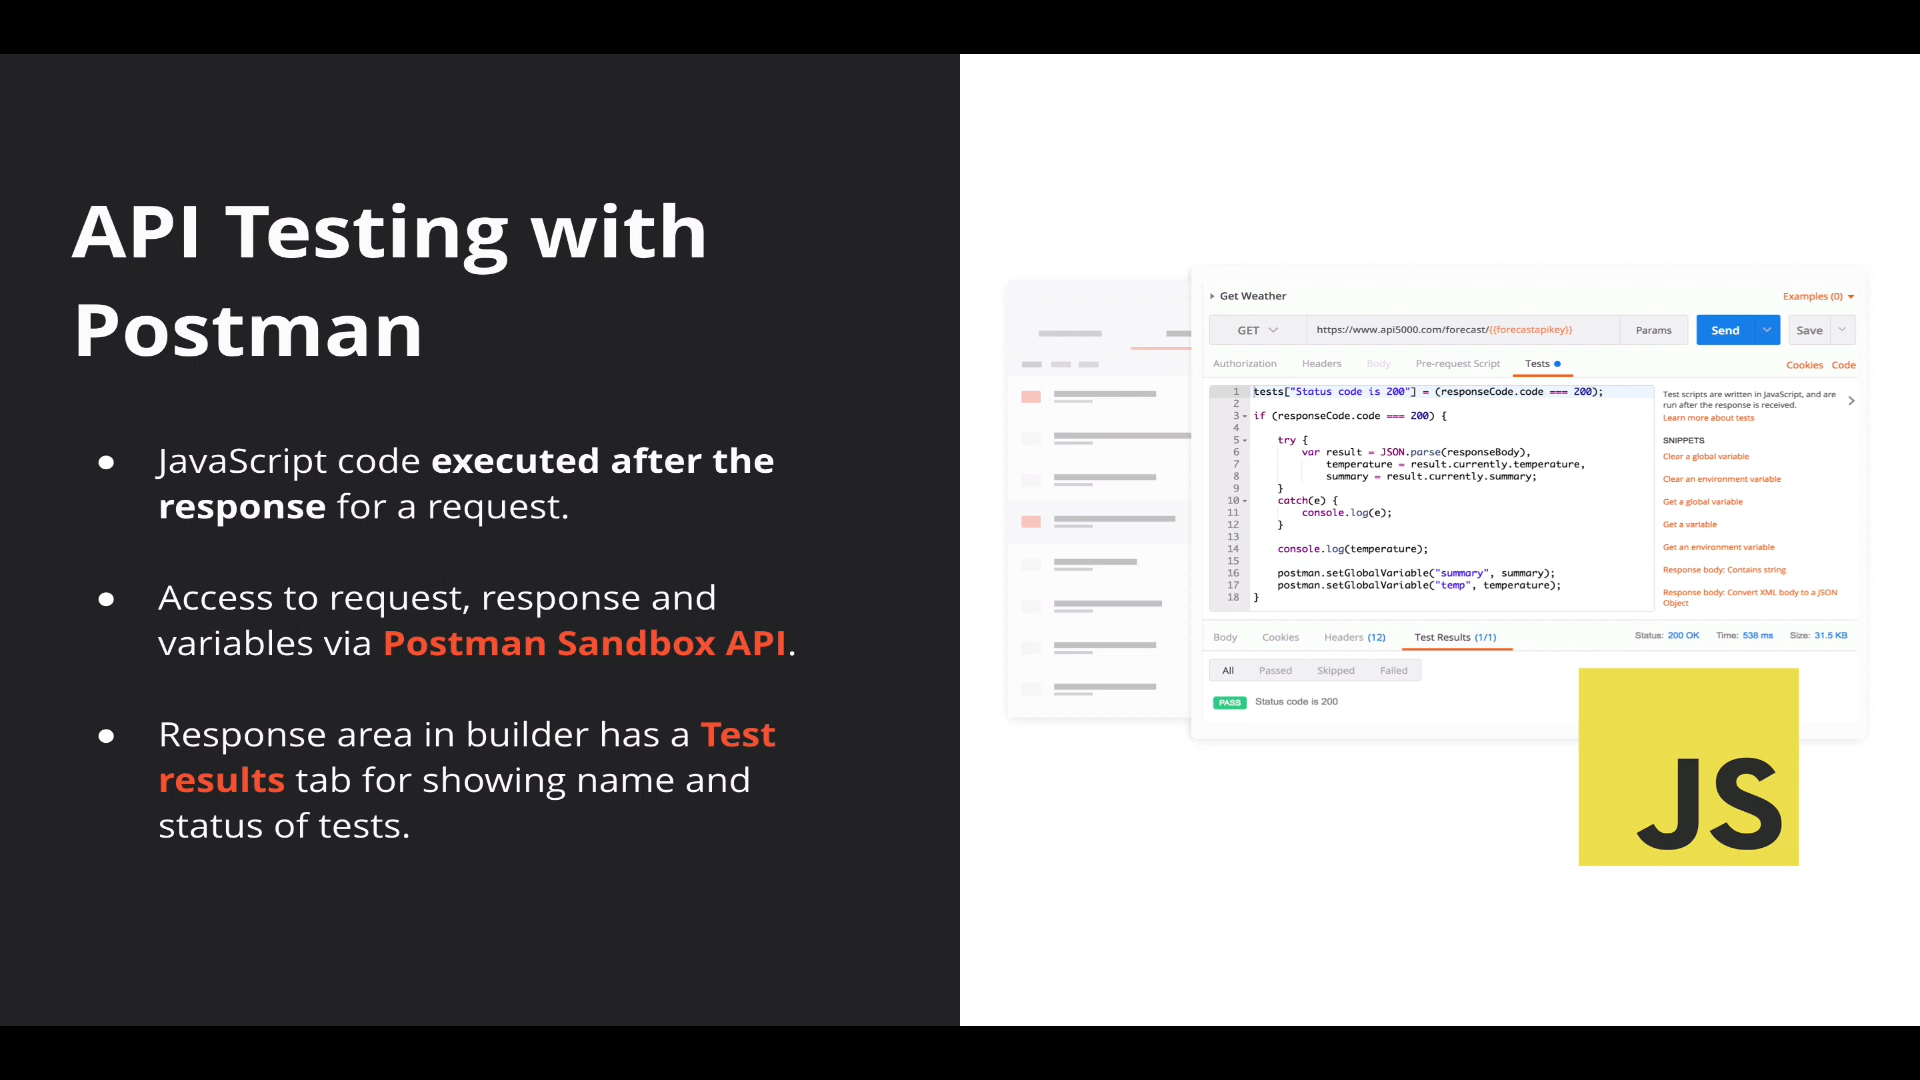 API Testing with
Postman
● JavaScript code executed after the
response for a request.
● Access to request, response and
variables via Postman Sandbox API.
● Response area in builder has a Test
results tab for showing name and
status of tests.
Get Weather
Examples (0)
GET https://www.api5000.com/forecast/{{forecastapikey}} Params Send Save
Authorization Headers Body Pre-request Script Tests Cookies Code
1 tests["Status code is 200"] = (responseCode.code === 200);
2
3 if (responseCode.code === 200) {
4
5 try {
6 var result = JSON.parse(responseBody),
7 temperature = result.currently.temperature,
8 summary = result.currently.summary;
9 }
10 catch(e) {
11 console.log(e);
12 }
13
14 console.log(temperature);
15
16 postman.setGlobalVariable("summary", summary);
17 postman.setGlobalVariable("temp", temperature);
18 }
Test scripts are written in JavaScript, and are
run after the response is received.
Learn more about tests
SNIPPETS
Clear a global variable
Clear an environment variable
Get a global variable
Get a variable
Get an environment variable
Response body: Contains string
Response body: Convert XML body to a JSON
Object
Body Cookies Headers (12) Test Results (1/1) Status: 200 OK Time: 538 ms Size: 31.5 KB
All Passed Skipped Failed
PASS Status code is 200
JS